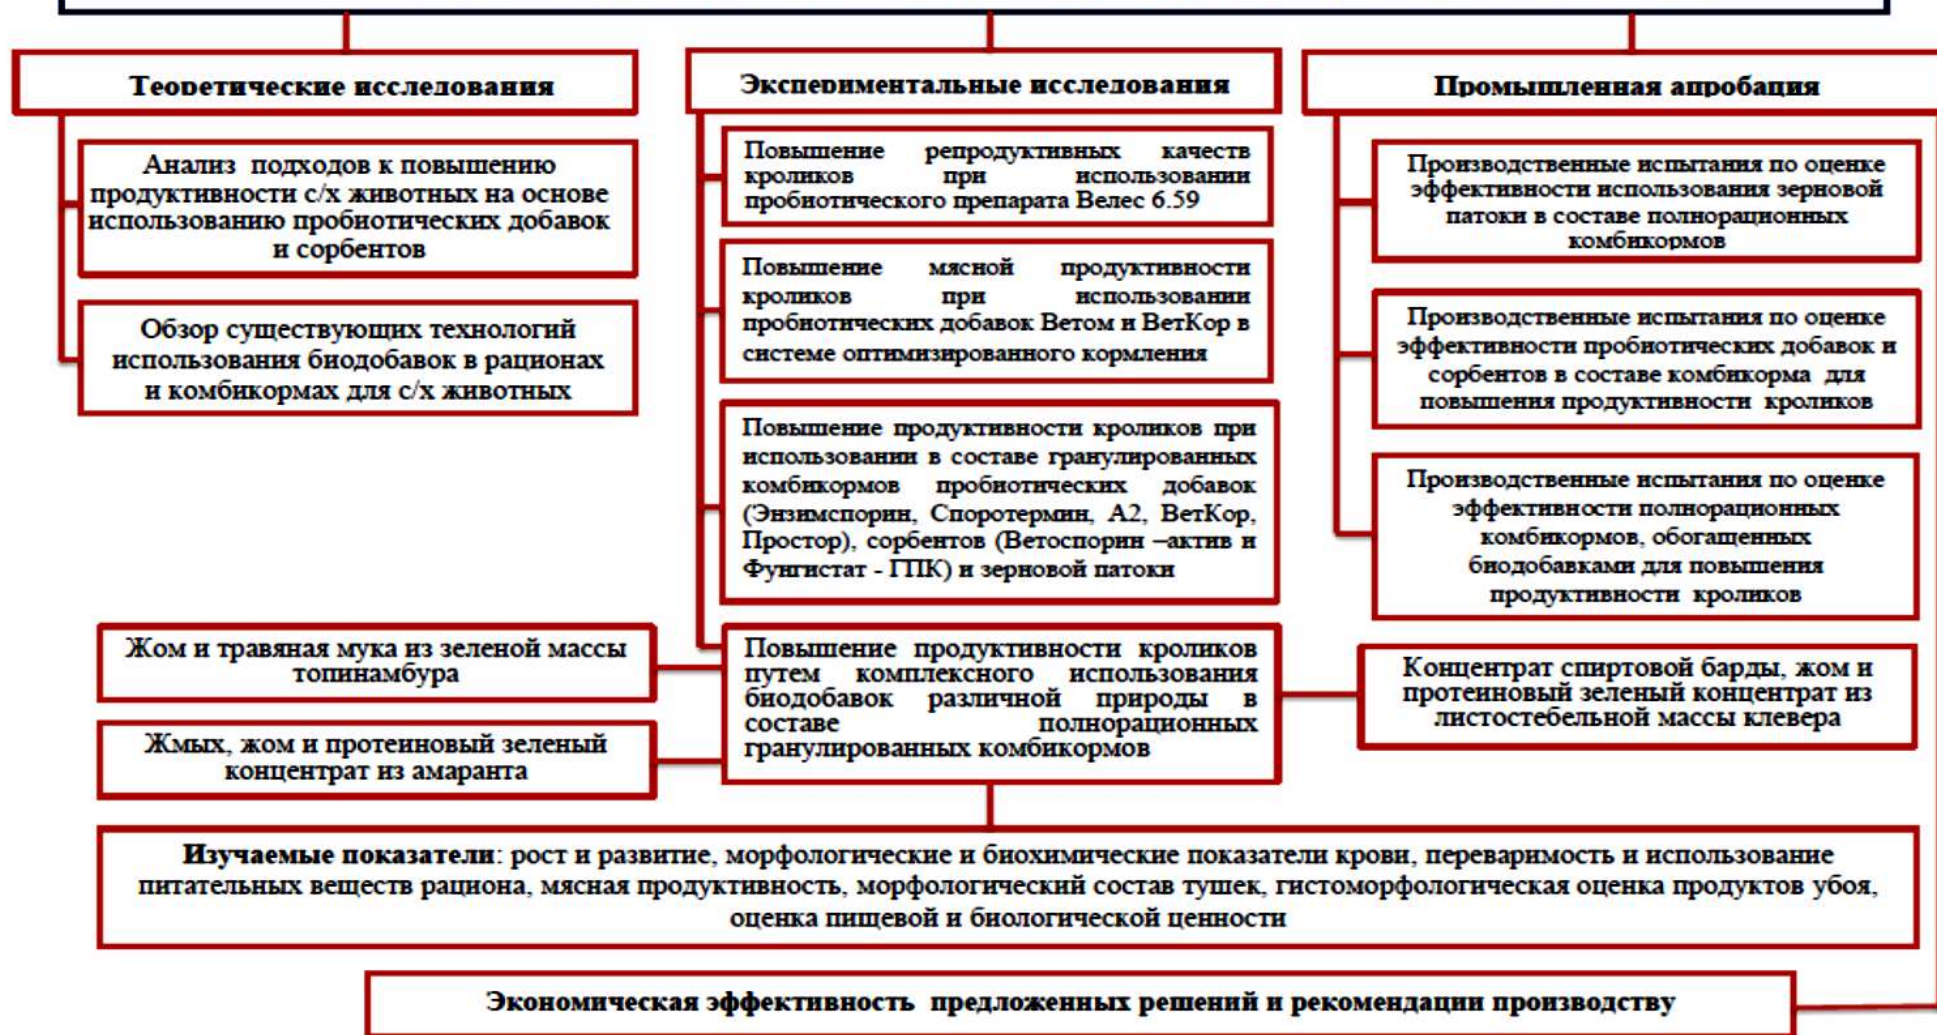 Теоретические исследования
Анализ подходов к повышению
продуктивности с/х животных на основе
использованию пробиотических добавок
и сорбентов
Обзор существующих технологий
использования биодобавок в рационах
и комбикормах для с/х животных
Экспериментальные исследования
Повышение репродуктивных качеств
кроликов при использовании
пробиотического препарата Велес 6.59
Повышение мясной продуктивности
кроликов при использовании
пробиотических добавок Ветом и ВетКор в
системе оптимизированного кормления
Повышение продуктивности кроликов при
использовании в составе гранулированных
комбикормов пробиотических добавок
(Энзимспорин, Споротермин, А2, ВетКор,
Простор), сорбентов (Ветоспорин –актив и
Фунгистат - ГПК) и зерновой патоки
Повышение продуктивности кроликов
путем комплексного использования
биодобавок различной природы в
составе полнорационных
гранулированных комбикормов
Промышленная апробация
Производственные испытания по оценке
эффективности использования зерновой
патоки в составе полнорационных
комбикормов
Производственные испытания по оценке
эффективности пробиотических добавок и
сорбентов в составе комбикорма для
повышения продуктивности кроликов
Производственные испытания по оценке
эффективности полнорационных
комбикормов, обогащенных
биодобавками для повышения
продуктивности кроликов
Жом и травяная мука из зеленой массы
топинамбура
Жмых, жом и протеиновый зеленый
концентрат из амаранта
Концентрат спиртовой барды, жом и
протеиновый зеленый концентрат из
листостебельной массы клевера
Изучаемые показатели: рост и развитие, морфологические и биохимические показатели крови, переваримость и использование
питательных веществ рациона, мясная продуктивность, морфологический состав тушек, гистоморфологическая оценка продуктов убоя,
оценка пищевой и биологической ценности
Экономическая эффективность предложенных решений и рекомендации производству